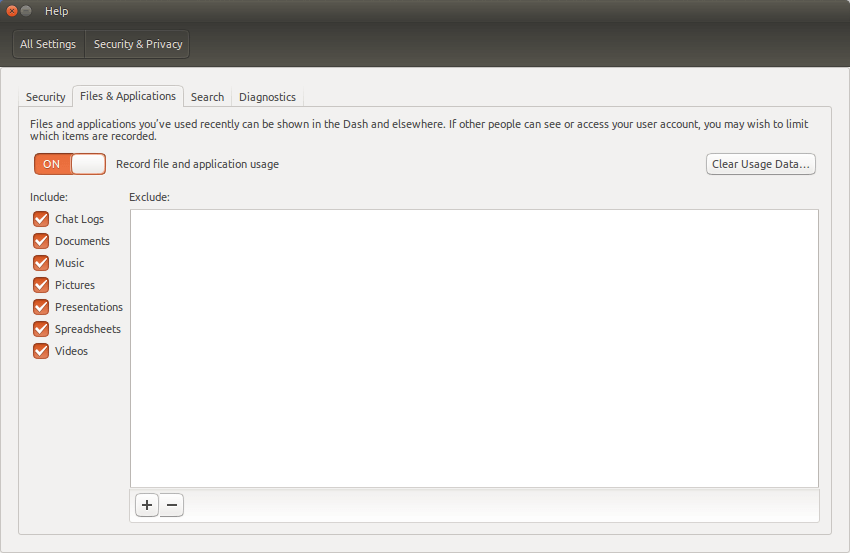 Help
All Settings
Security & Privacy
Security
Files & Applications
Search
Diagnostics
Files and applications you've used recently can be shown in the Dash and elsewhere. If other people can see or access your user account, you may wish to limit
which items are recorded.
ON
Record file and application usage
Clear Usage Data...
Include:
Exclude:
Chat Logs
Documents
Music
Pictures
Presentations
Spreadsheets
Videos